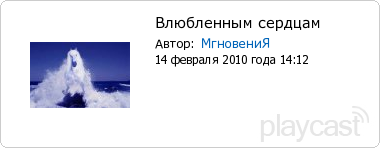 Влюбленным сердцам
Автор: МгновениЯ
14 февраля 2010 года 14:12
playcast